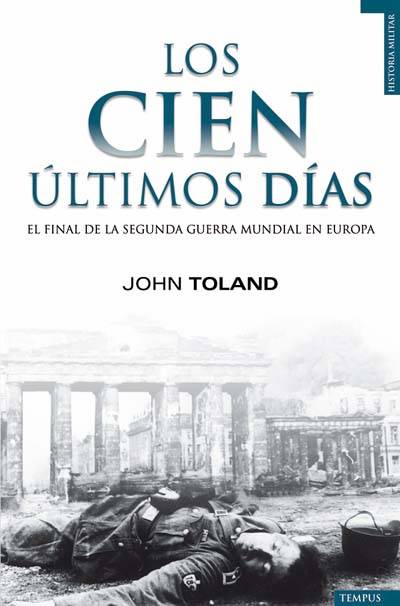 HISTORIA MILITAR
LOS
CIEN
ÚLTIMOS DÍAS
EL FINAL DE LA SEGUNDA GUERRA MUNDIAL EN EUROPA
JOHN TOLAND
TEMPUS